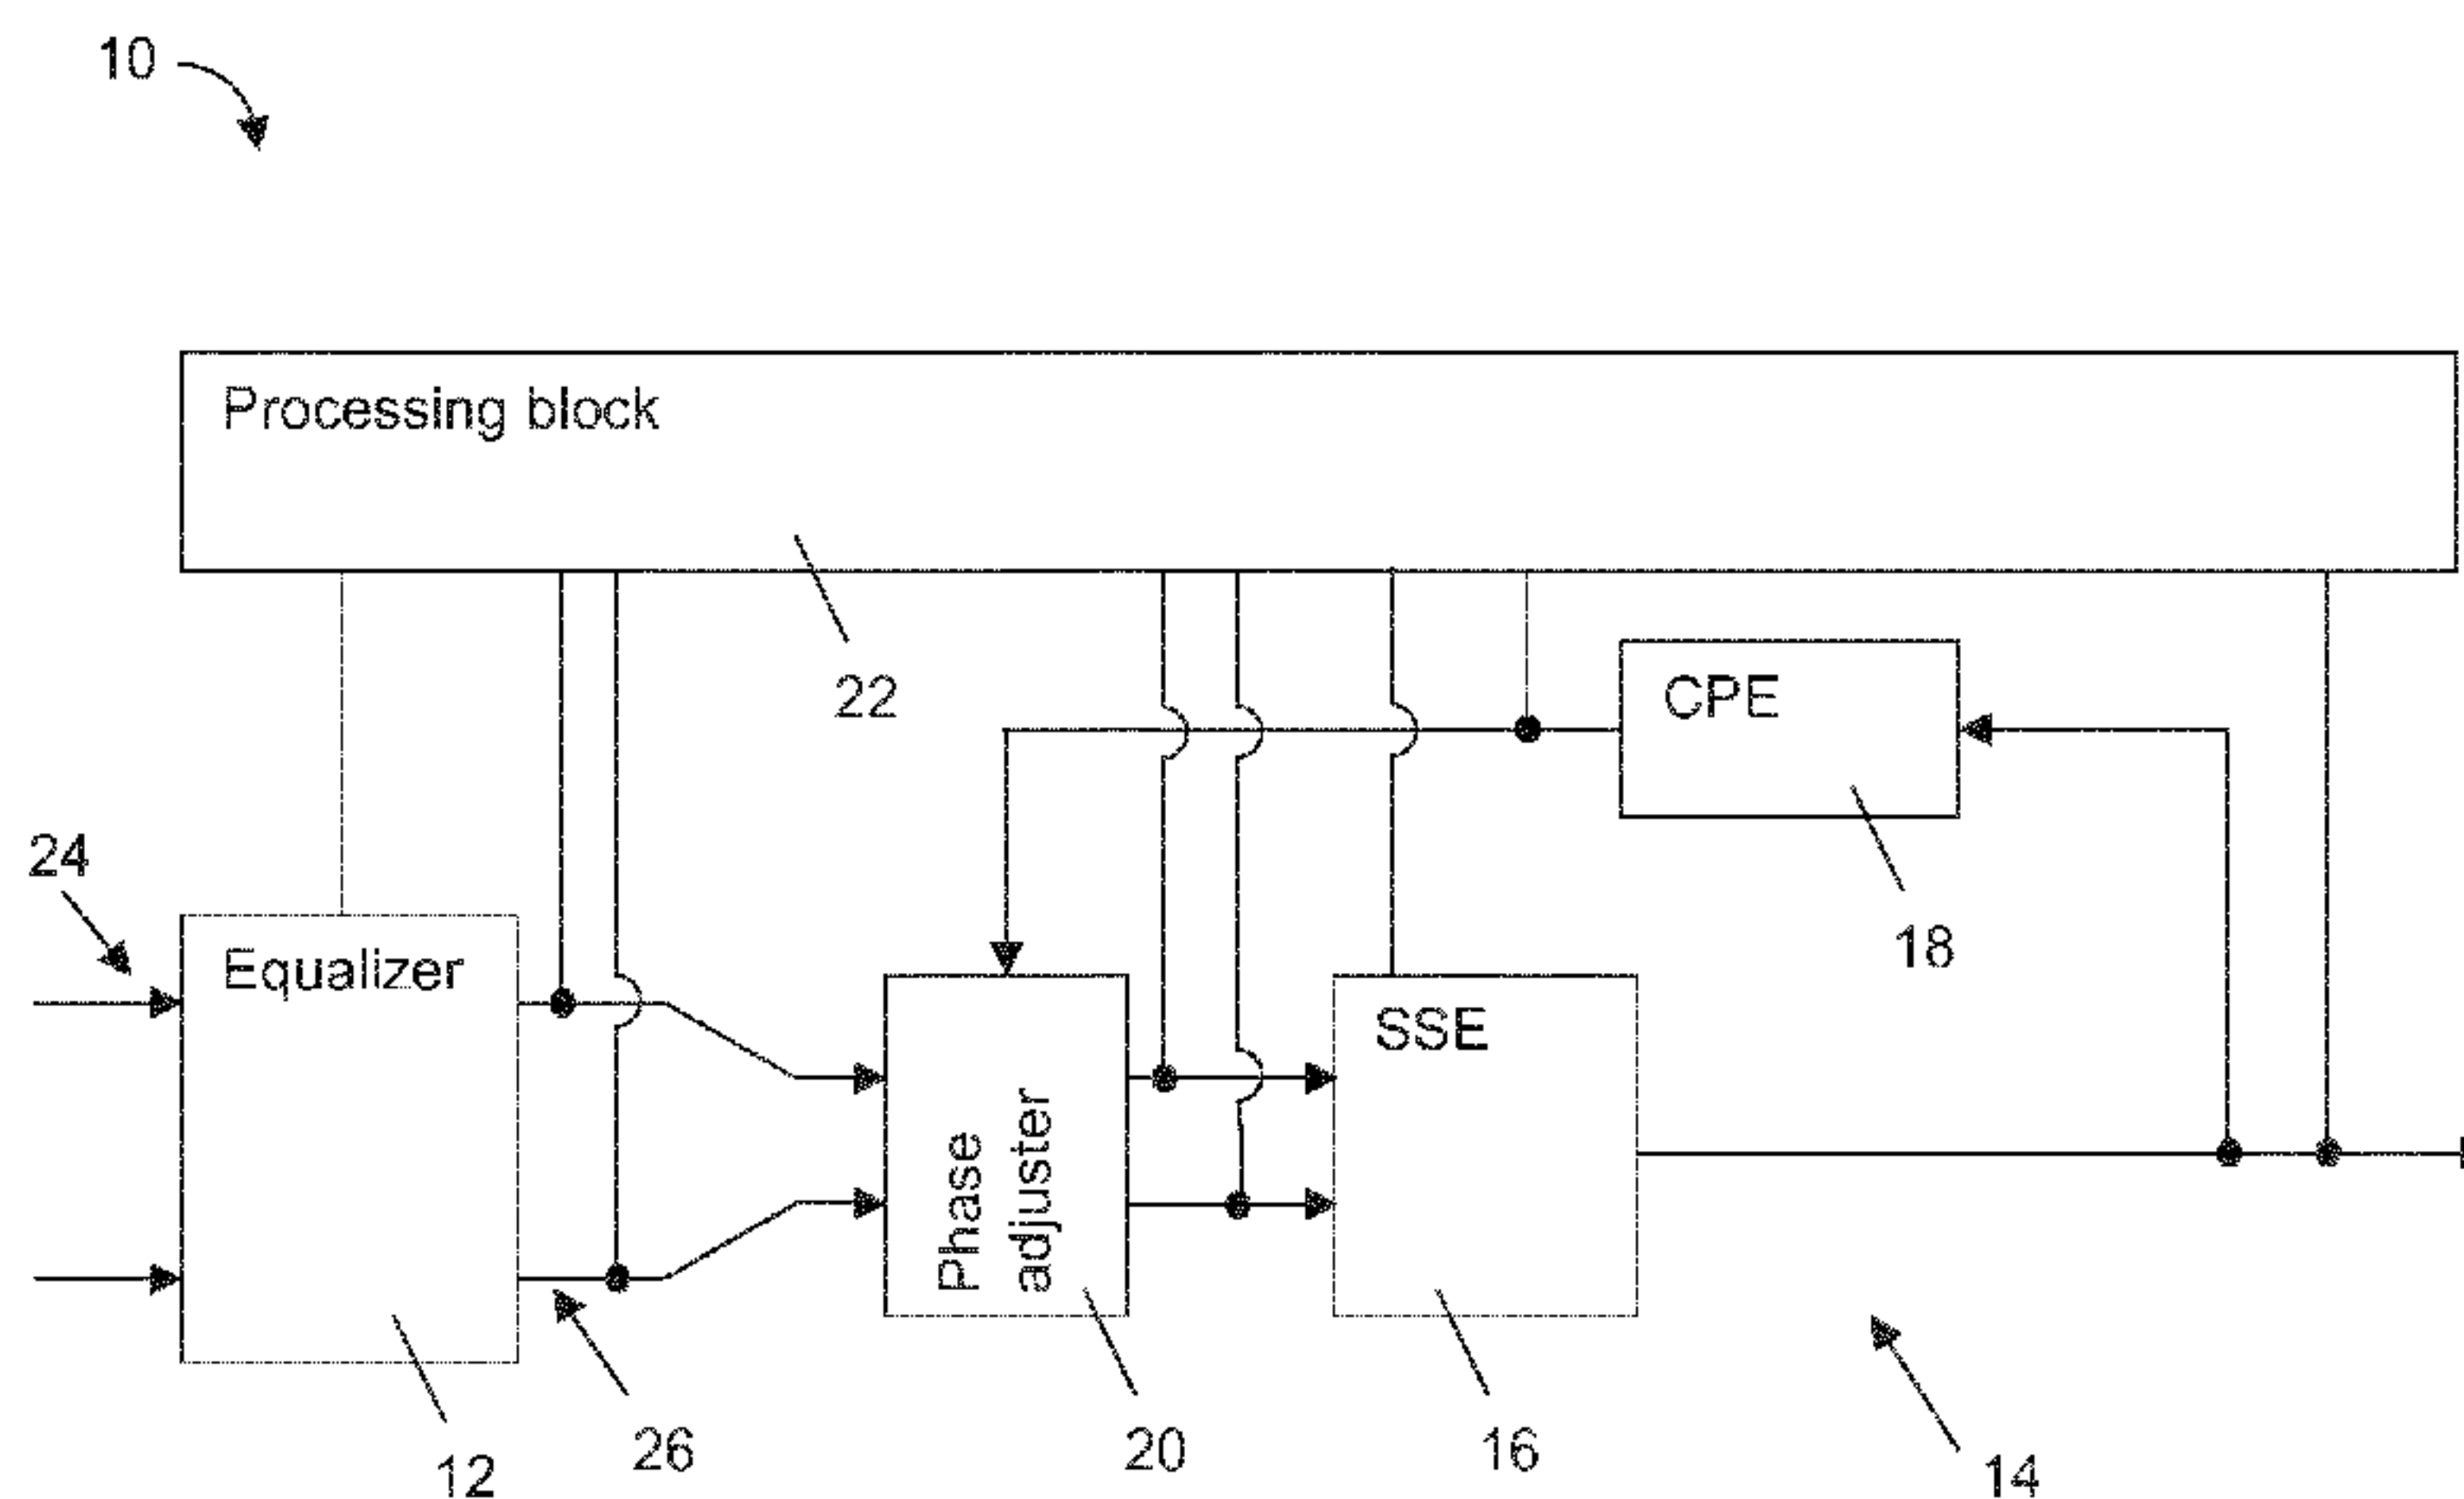 10
Processing block
22
CPE
18
24
Equalizer
SSE
Phase
adjuster
12
26
20
16
14